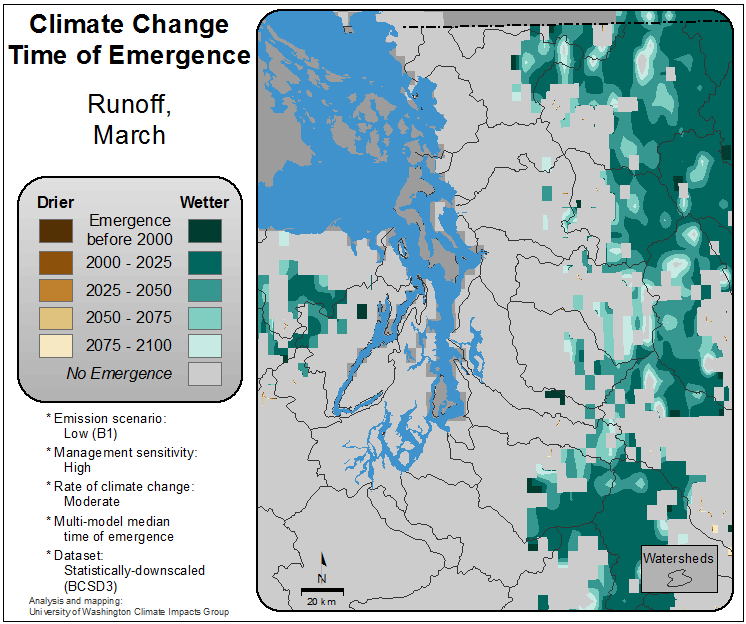 Climate Change
Time of Emergence
Runoff,
March
Drier
Wetter
Emergence
before 2000
2000 - 2025
2025 - 2050
2050 - 2075
2075 - 2100
No Emergence
* Emission scenario:
Low (B1)
* Management sensitivity:
High
* Rate of climate change:
Moderate
* Multi-model median
time of emergence
* Dataset:
Statistically-downscaled
(BCSD3)
Analysis and mapping:
University of Washington Climate Impacts Group
N
20 km
Watersheds